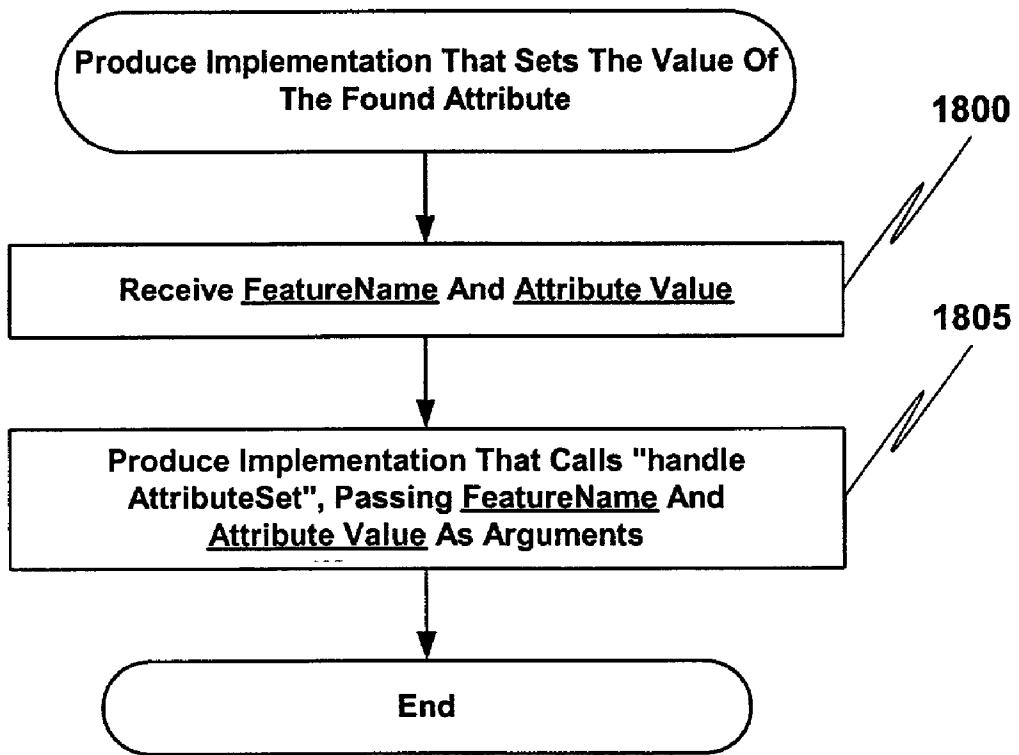 Produce Implementation That Sets The Value Of
The Found Attribute
1800
Receive FeatureName And Attribute Value
1805
Produce Implementation That Calls "handle
AttributeSet", Passing FeatureName And
Attribute Value As Arguments
End